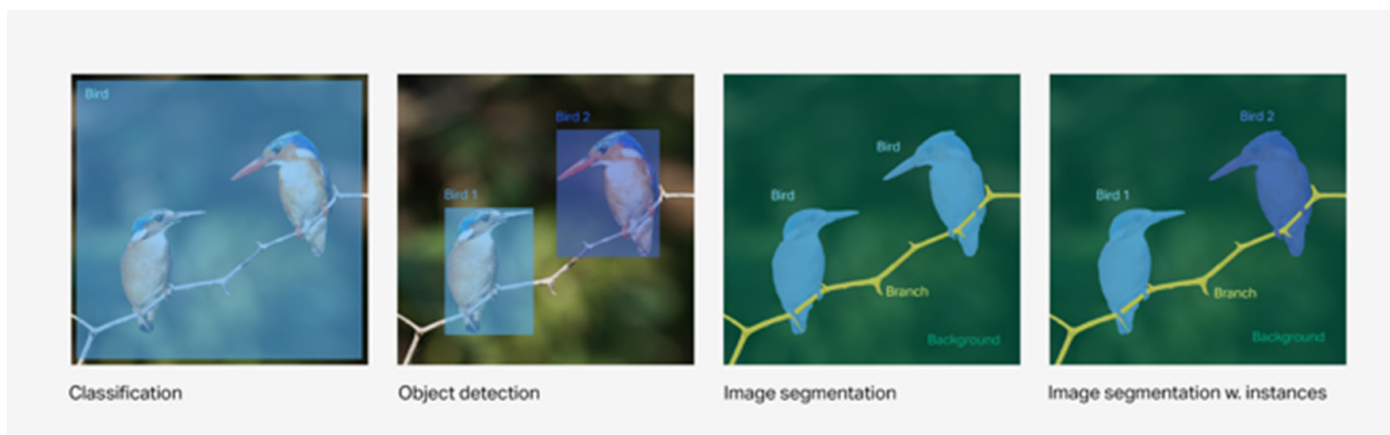 Bird
Bird 2
Bird 1
Bird
Bird
Branch
Background
Bird 2
Bird 1
Branch
Background
Classification
Object detection
Image segmentation
Image segmentation w. instances